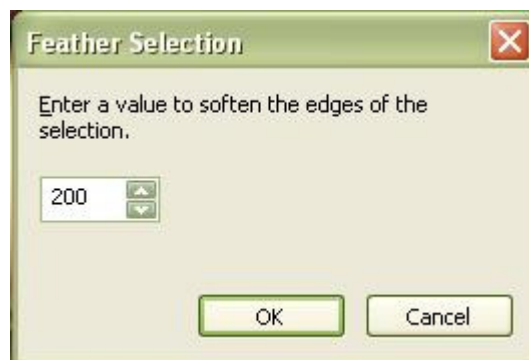 Feather Selection
Enter a value to soften the edges of the
selection.
200
OK
Cancel